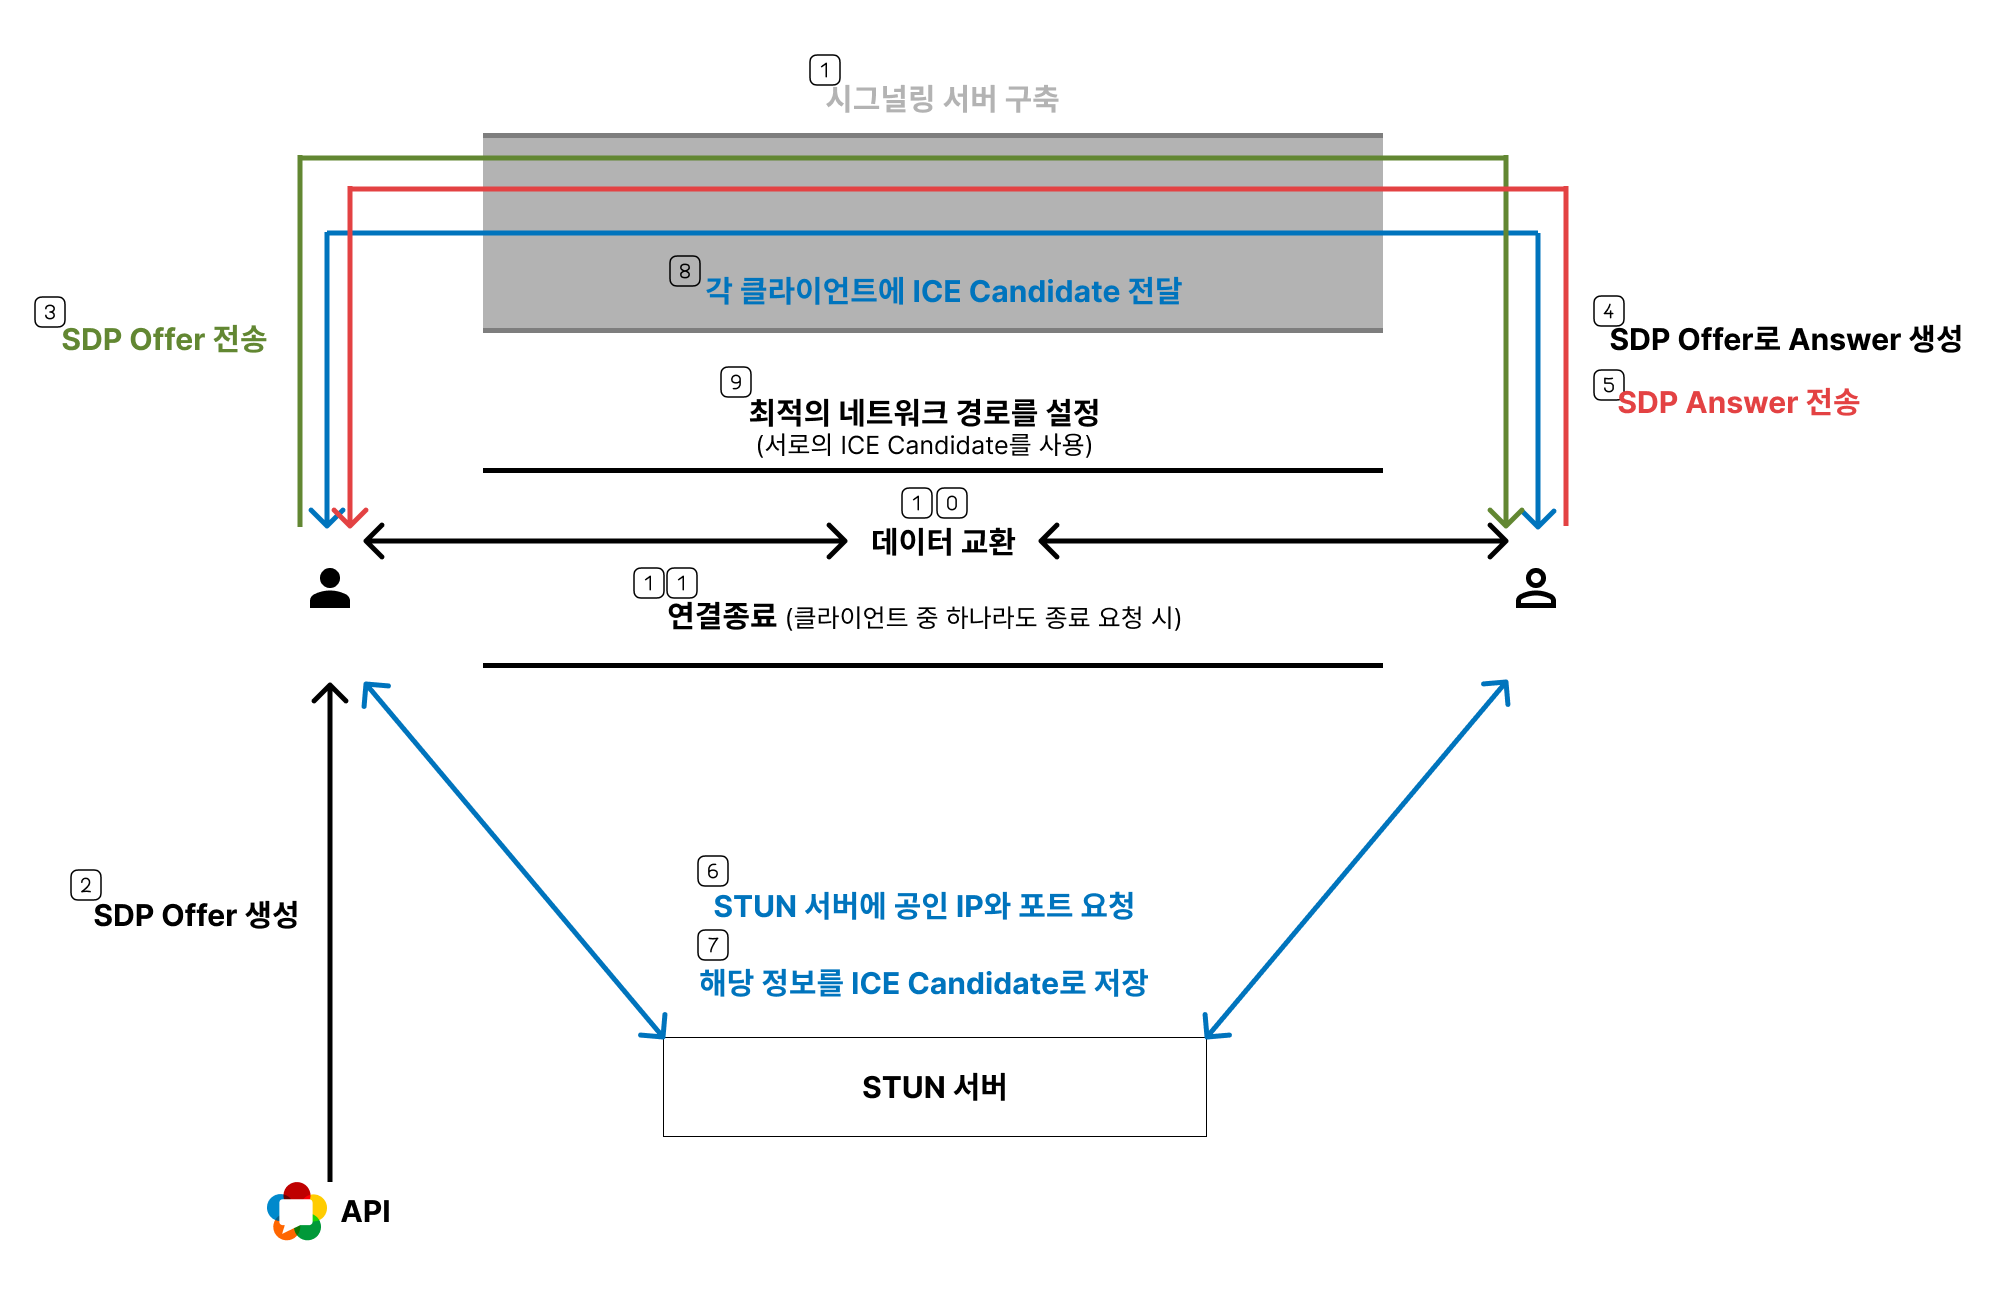 1
시그널링 서버 구축
8
각 클라이언트에 ICE Candidate 전달
3
SDP Offer 전송
4
SDP Offer로 Answer 생성
5
SDP Answer 전송
9
최적의 네트워크 경로를 설정
(서로의 ICE Candidate를 사용)
1 0
데이터 교환
1 1
연결종료 (클라이언트 중 하나라도 종료 요청 시)
2
SDP Offer 생성
6
STUN 서버에 공인 IP와 포트 요청
7
해당 정보를 ICE Candidate로 저장
STUN 서버
API